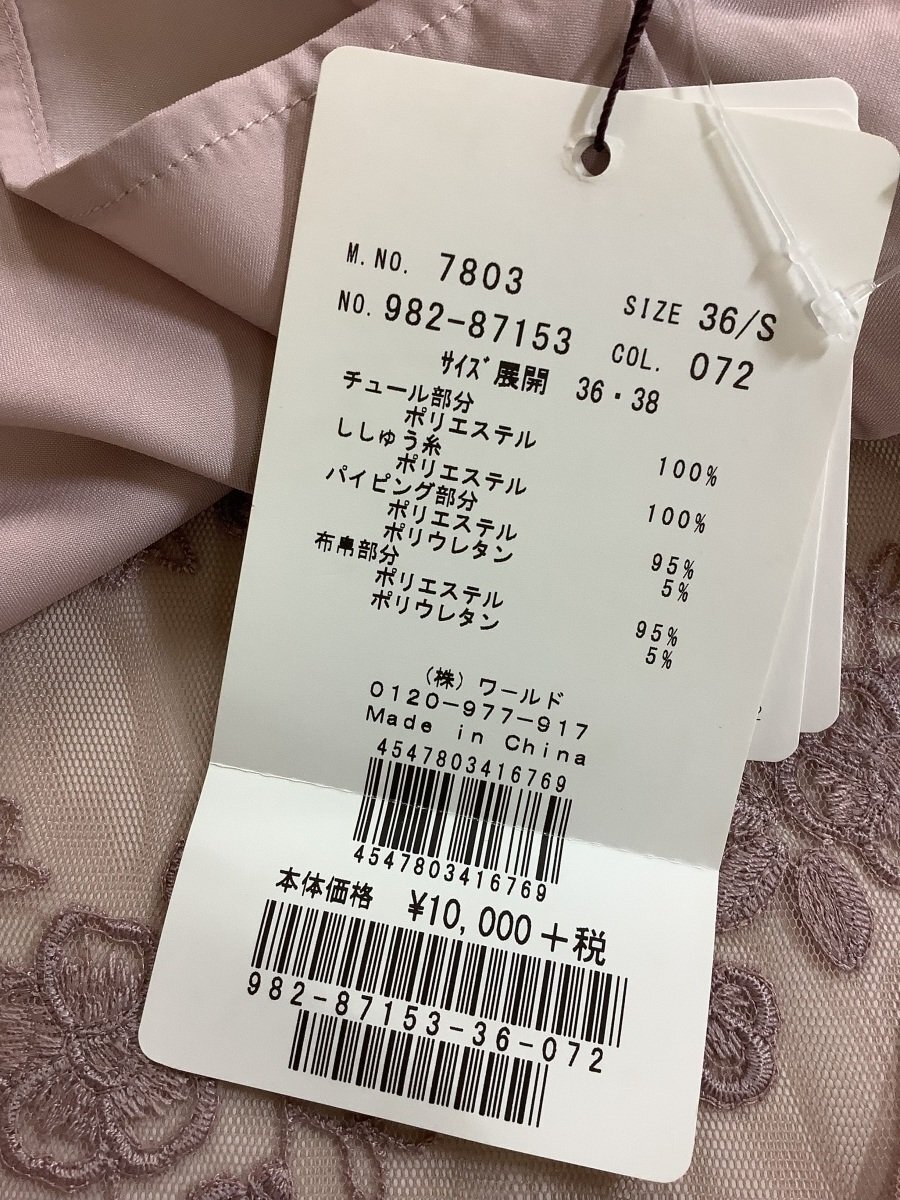 M.NO. 7803 SIZE 36/S
NO. 982-87153 COL. 072
ｻｲｽﾞ 展開 36・38
チュール部分
ポリエステル 100%
ししゅう糸
ポリエステル 100%
パイピング部分
ポリエステル 95%
ポリウレタン 5%
布帛部分
ポリエステル 95%
ポリウレタン 5%
(株)ワールド
0120-977-917
Made in China
4547803416769
4547803416769
本体価格 ¥10,000+税
982-87153-36-072
2